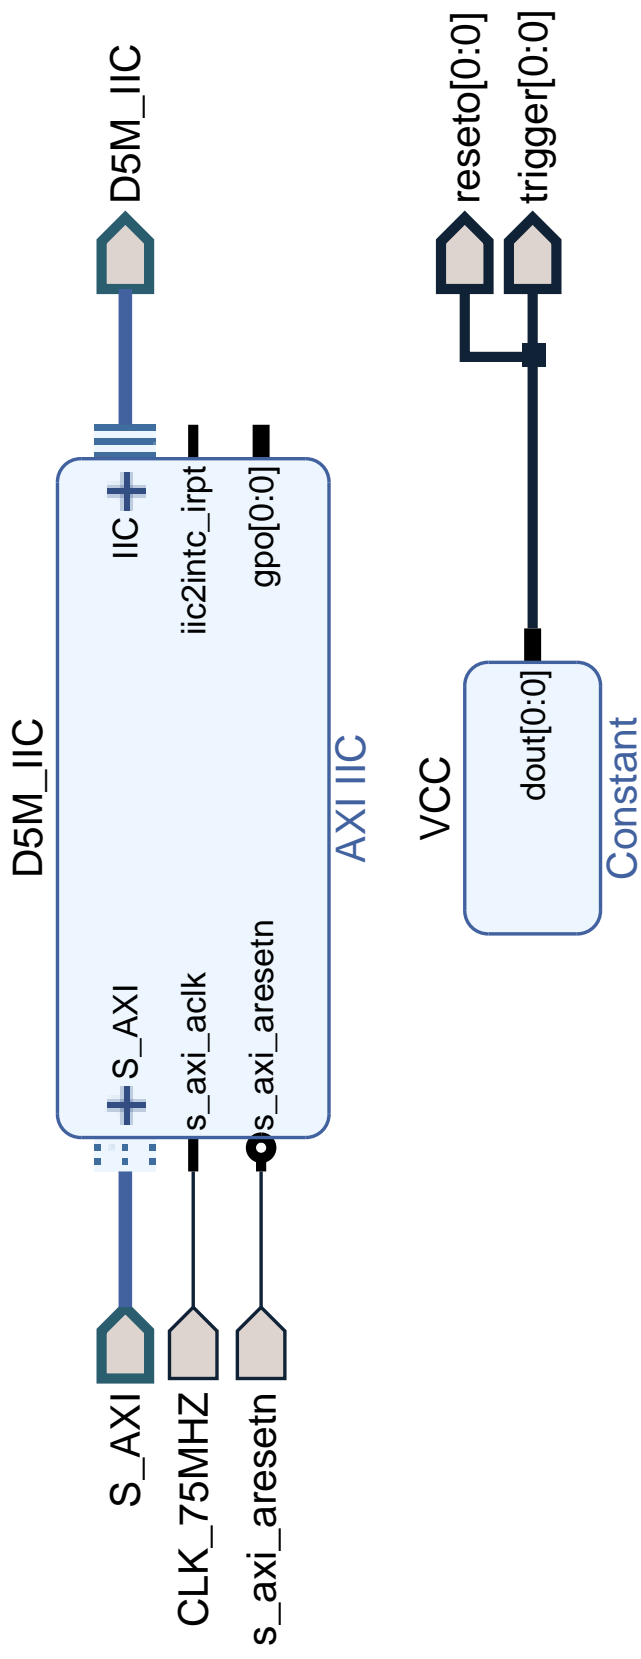 D5M_IIC
S_AXI
CLK_75MHZ
s_axi_aresetn
S_AXI
s_axi_aclk
s_axi_aresetn
IIC
iic2intc_irpt
gpo[0:0]
D5M_IIC
AXI IIC
VCC
dout[0:0]
Constant
reseto[0:0]
trigger[0:0]